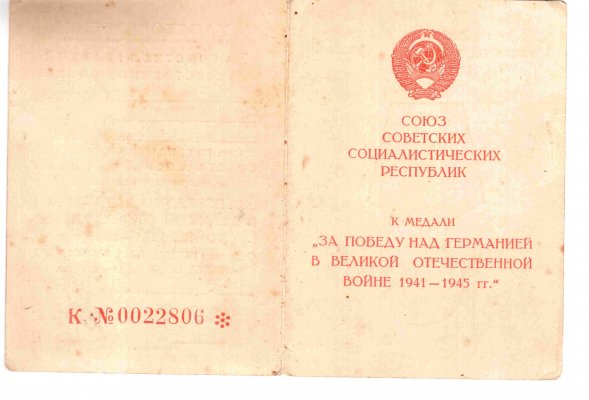 СОЮЗ
СОВЕТСКИХ
СОЦИАЛИСТИЧЕСКИХ
РЕСПУБЛИК
К МЕДАЛИ
„ЗА ПОБЕДУ НАД ГЕРМАНИЕЙ
В ВЕЛИКОЙ ОТЕЧЕСТВЕННОЙ
ВОЙНЕ 1941—1945 гг.“
К. №0022806 ✻